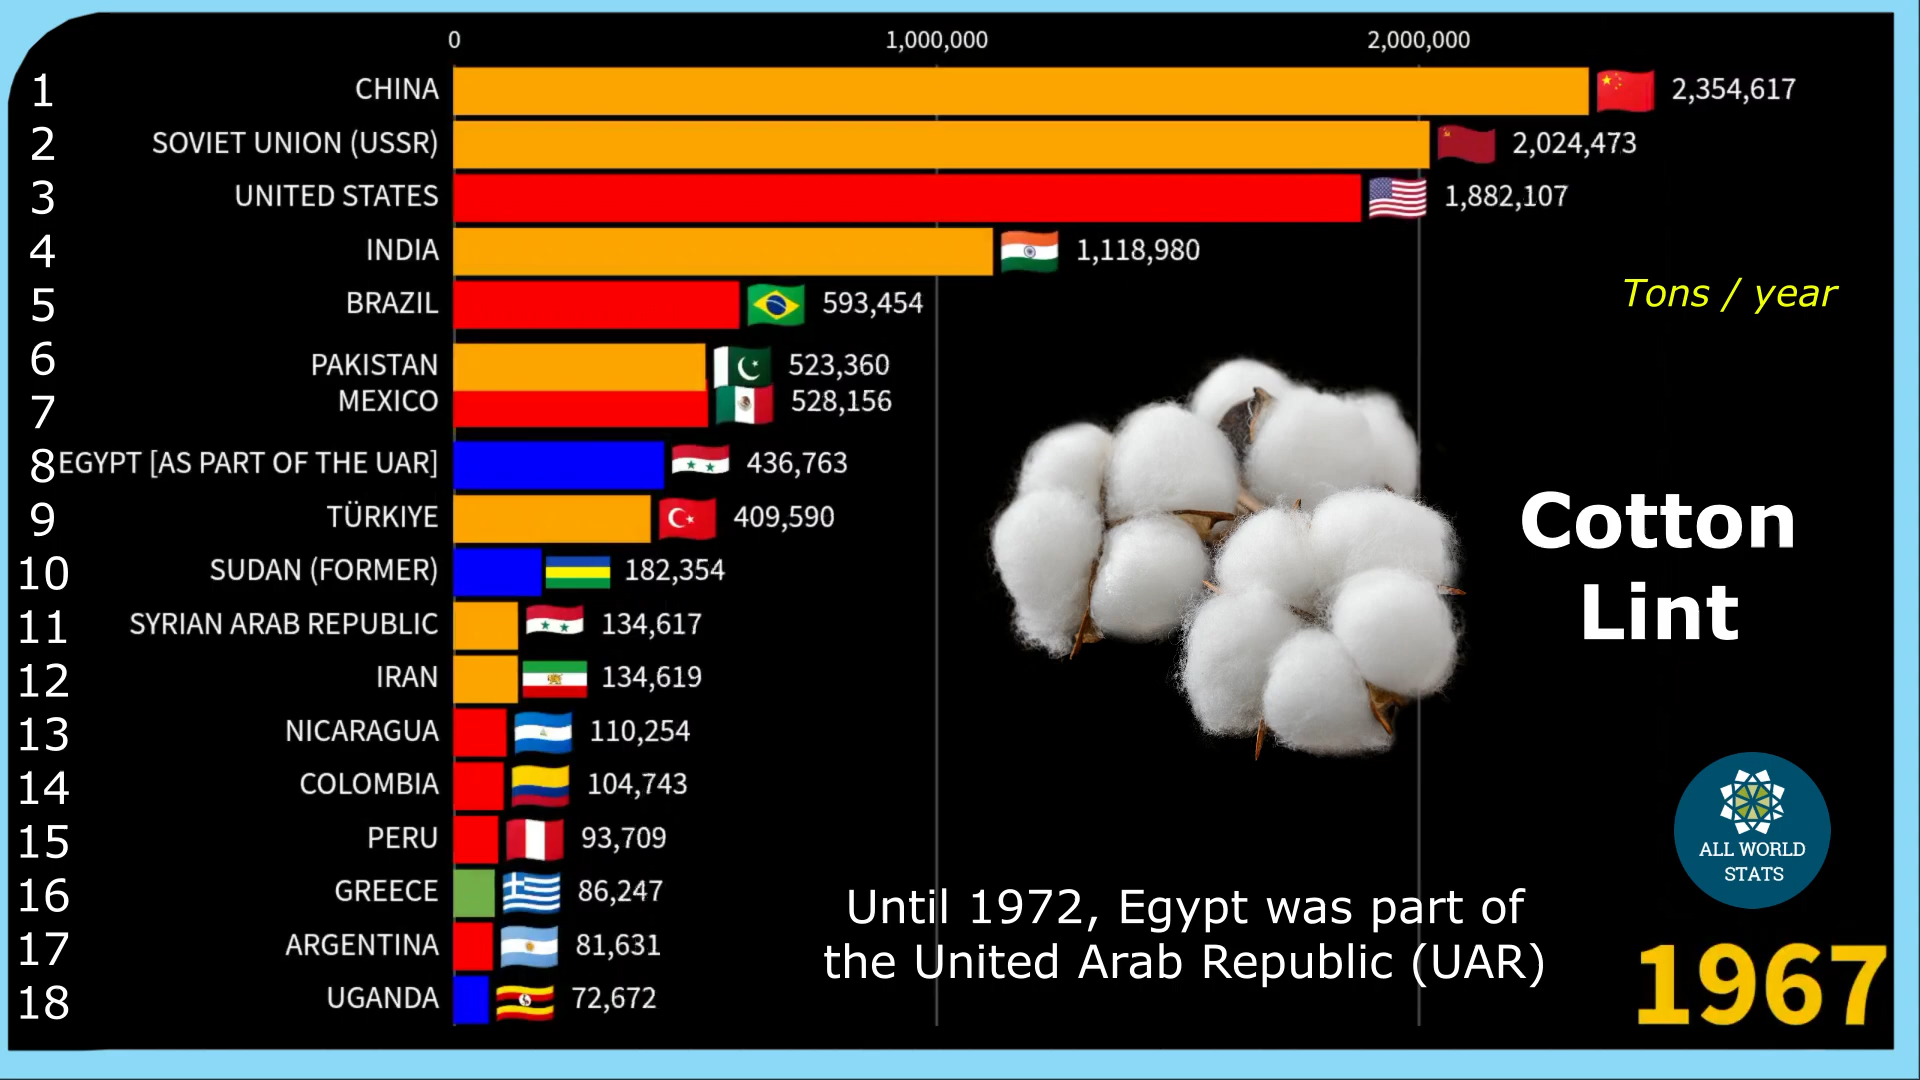 0 1,000,000 2,000,000
1 CHINA 2,354,617
2 SOVIET UNION (USSR) 2,024,473
3 UNITED STATES 1,882,107
4 INDIA 1,118,980
5 BRAZIL 593,454
Tons / year
6 PAKISTAN 523,360
7 MEXICO 528,156
8 EGYPT [AS PART OF THE UAR] 436,763
9 TÜRKIYE 409,590
10 SUDAN (FORMER) 182,354
11 SYRIAN ARAB REPUBLIC 134,617
12 IRAN 134,619
13 NICARAGUA 110,254
14 COLOMBIA 104,743
15 PERU 93,709
16 GREECE 86,247
17 ARGENTINA 81,631
18 UGANDA 72,672
Cotton
Lint
ALL WORLD
STATS
Until 1972, Egypt was part of
the United Arab Republic (UAR)
1967